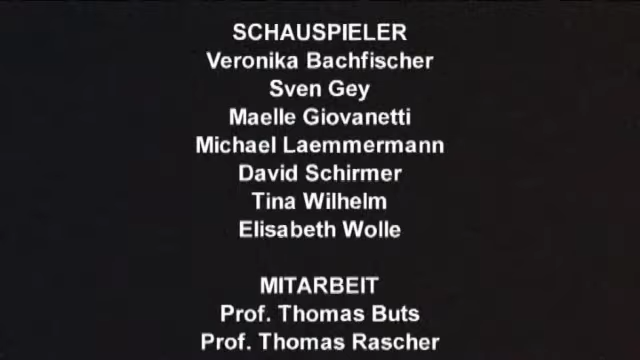 SCHAUSPIELER
Veronika Bachfischer
Sven Gey
Maelle Giovanetti
Michael Laemmermann
David Schirmer
Tina Wilhelm
Elisabeth Wolle
MITARBEIT
Prof. Thomas Buts
Prof. Thomas Rascher